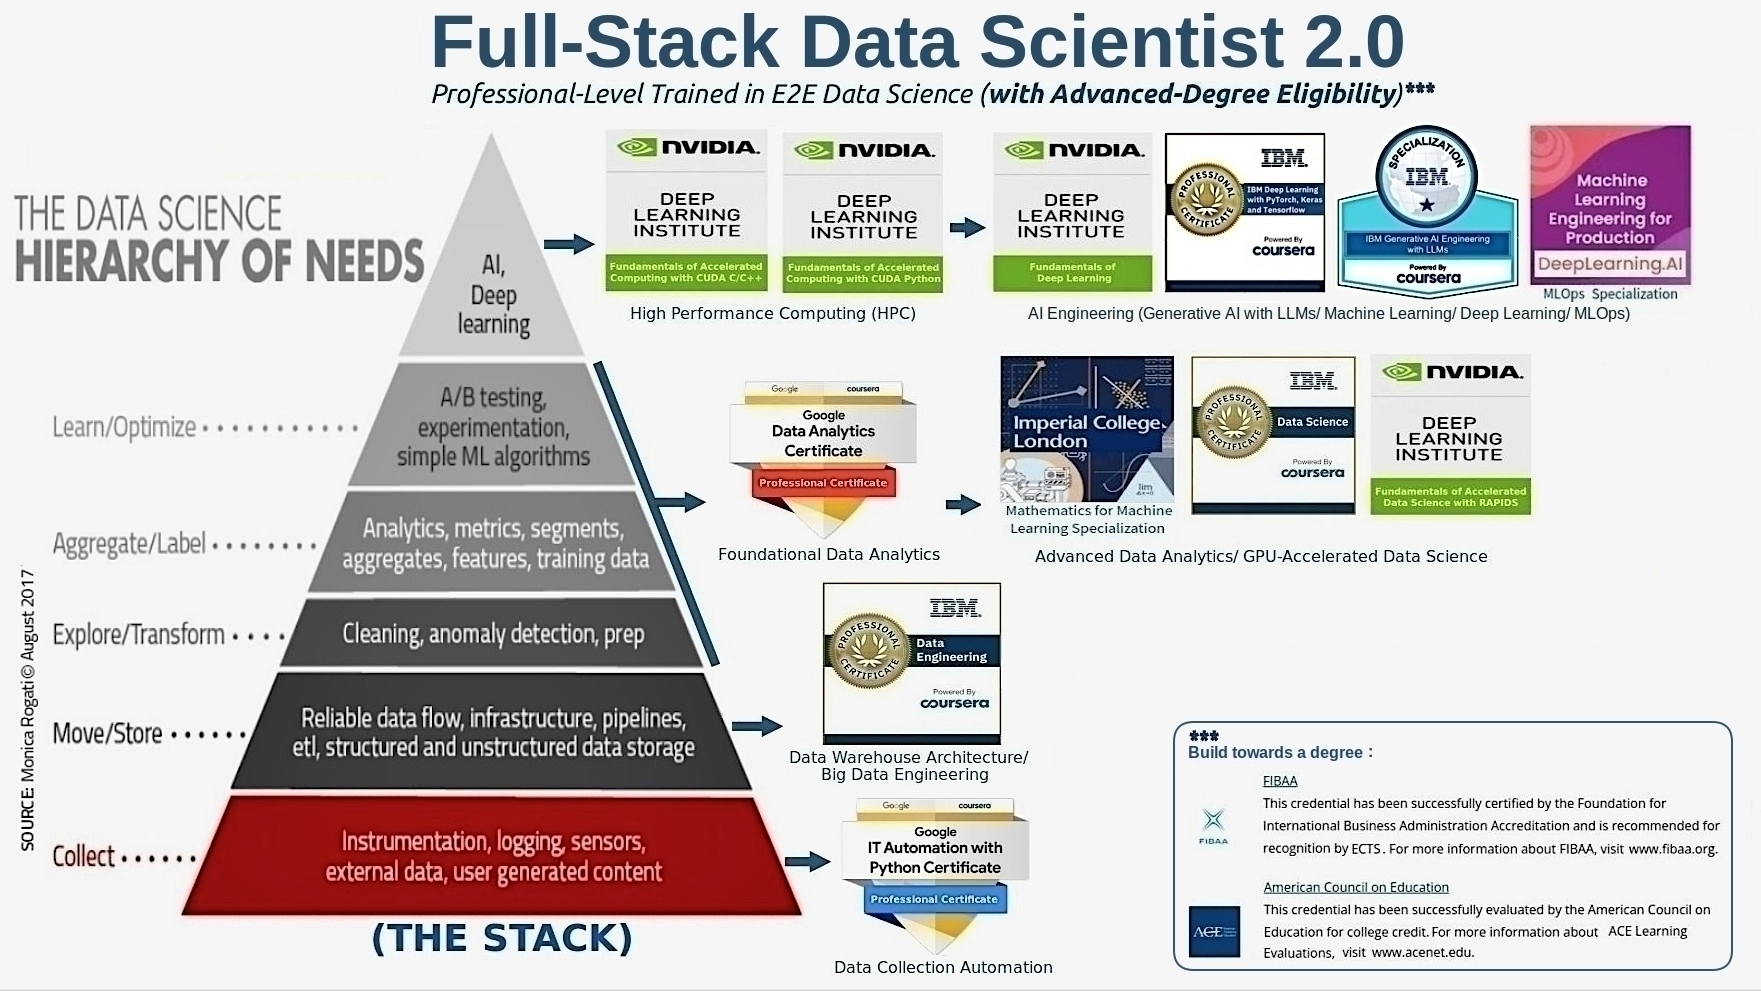 Full-Stack Data Scientist 2.0
Professional-Level Trained in E2E Data Science (with Advanced-Degree Eligibility)***
THE DATA SCIENCE
HIERARCHY OF NEEDS
AI,
Deep
learning
Learn/Optimize
A/B testing,
experimentation,
simple ML algorithms
Aggregate/Label
Analytics, metrics, segments,
aggregates, features, training data
Explore/Transform
Cleaning, anomaly detection, prep
Move/Store
Reliable data flow, infrastructure, pipelines,
etl, structured and unstructured data storage
Collect
Instrumentation, logging, sensors,
external data, user generated content
(THE STACK)
SOURCE: Monica Rogati© August 2017
NVIDIA.
DEEP
LEARNING
INSTITUTE
Fundamentals of Accelerated
Computing with CUDA C/C++
NVIDIA.
DEEP
LEARNING
INSTITUTE
Fundamentals of Accelerated
Computing with CUDA Python
High Performance Computing (HPC)
NVIDIA.
DEEP
LEARNING
INSTITUTE
Fundamentals of
Deep Learning
IBM.
PROFESSIONAL CERTIFICATE
IBM Deep Learning
with PyTorch, Keras
and Tensorflow
Powered By
coursera
SPECIALIZATION
IBM
IBM Generative AI Engineering
with LLMs
Powered By
coursera
Machine
Learning
Engineering for
Production
DeepLearning.AI
MLOps Specialization
AI Engineering (Generative AI with LLMs/ Machine Learning/ Deep Learning/ MLOps)
Google coursera
Google
Data Analytics
Certificate
Professional Certificate
Foundational Data Analytics
Imperial College
London
lim
Δx=0
Mathematics for Machine
Learning Specialization
IBM.
PROFESSIONAL CERTIFICATE
Data Science
Powered By
coursera
NVIDIA.
DEEP
LEARNING
INSTITUTE
Fundamentals of Accelerated
Data Science with RAPIDS
Advanced Data Analytics/ GPU-Accelerated Data Science
IBM.
PROFESSIONAL CERTIFICATE
Data
Engineering
Powered By
coursera
Data Warehouse Architecture/
Big Data Engineering
Google coursera
Google
IT Automation with
Python Certificate
Professional Certificate
Data Collection Automation
***
Build towards a degree :
FIBAA
FIBAA
This credential has been successfully certified by the Foundation for
International Business Administration Accreditation and is recommended for
recognition by ECTS. For more information about FIBAA, visit www.fibaa.org.
American Council on Education
ACE
This credential has been successfully evaluated by the American Council on
Education for college credit. For more information about ACE Learning
Evaluations, visit www.acenet.edu.